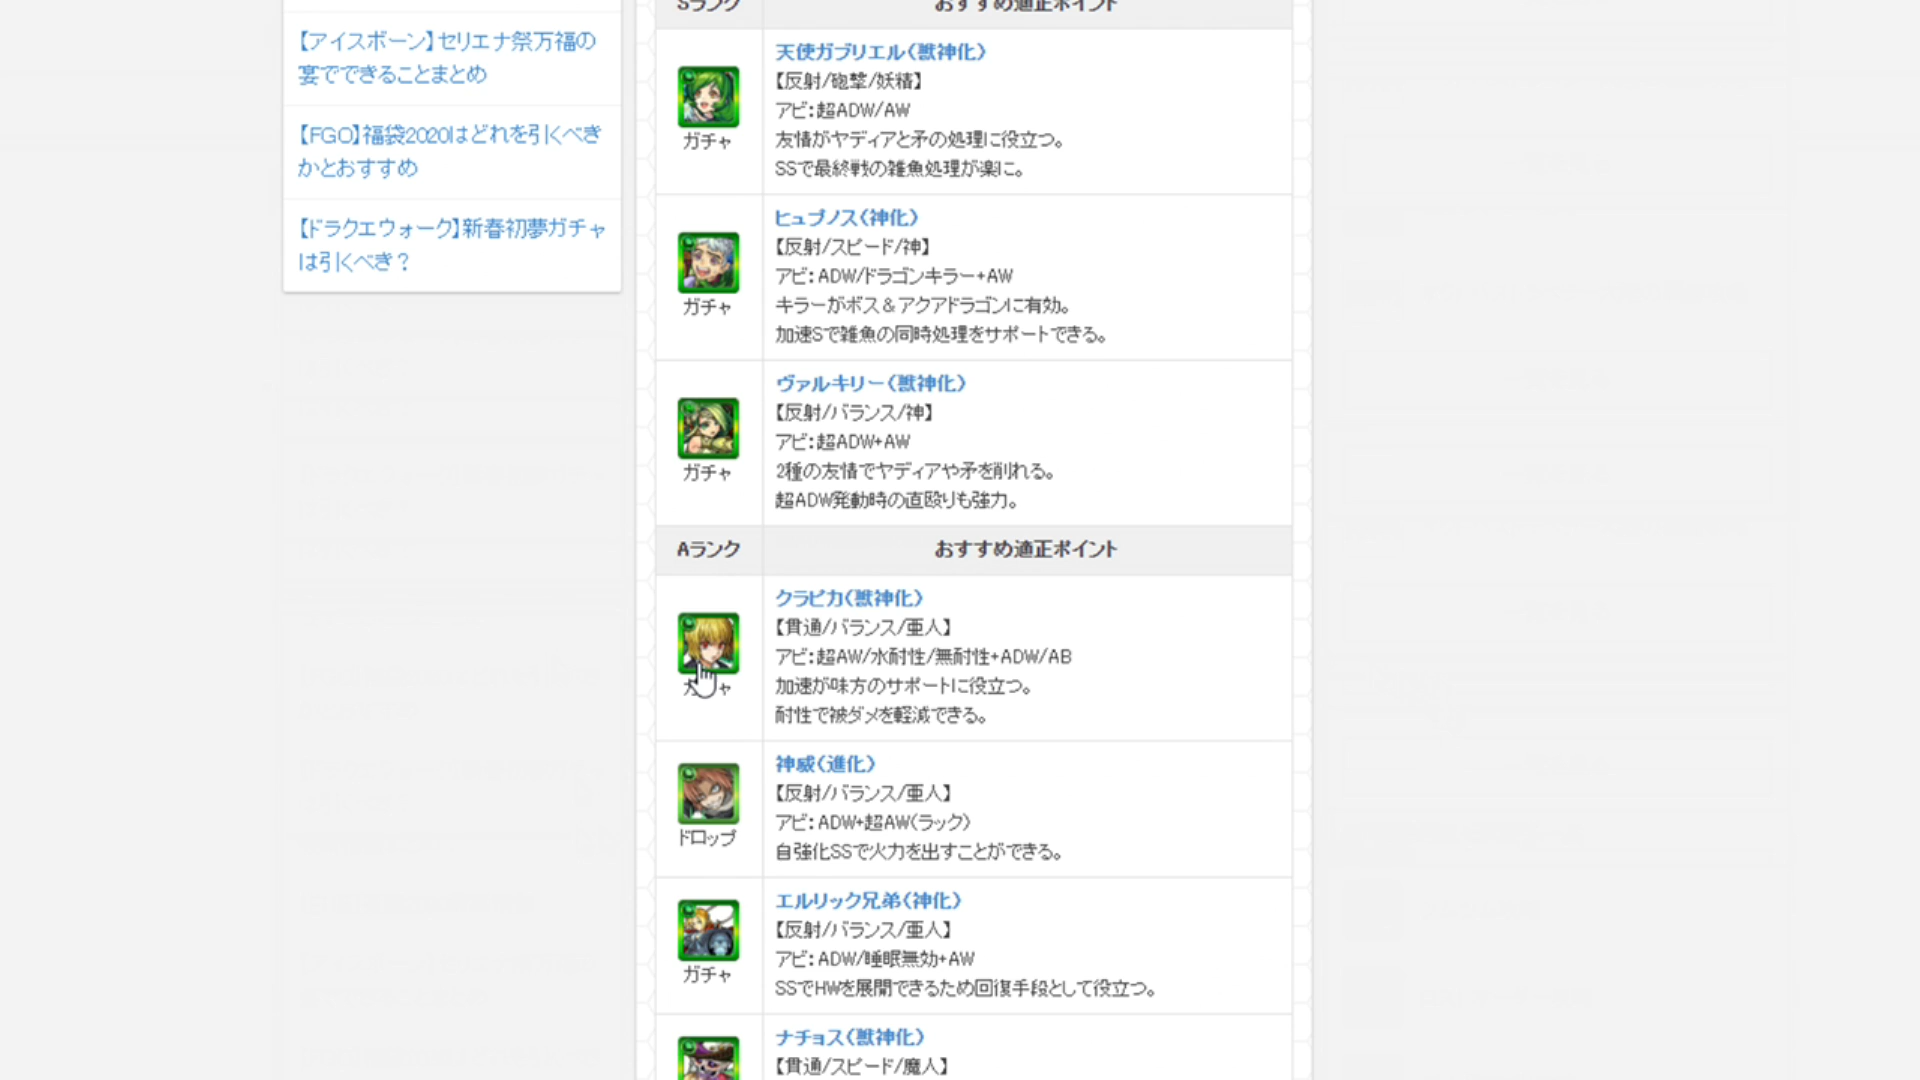 【アイスボーン】セリエナ祭万福の
宴でできることまとめ
【FGO】福袋2020はどれを引くべき
かとおすすめ
【ドラクエウォーク】新春初夢ガチャ
は引くべき？
Sランク
おすすめ適正ポイント
天使ガブリエル〈獣神化〉
【反射/砲撃/妖精】
アビ：超ADW/AW
友情がヤディアと矛の処理に役立つ。
SSで最終戦の雑魚処理が楽に。
ガチャ
ヒュプノス〈神化〉
【反射/スピード/神】
アビ：ADW/ドラゴンキラー+AW
キラーがボス＆アクアドラゴンに有効。
加速Sで雑魚の同時処理をサポートできる。
ガチャ
ヴァルキリー〈獣神化〉
【反射/バランス/神】
アビ：超ADW+AW
2種の友情でヤディアや矛を削れる。
超ADW発動時の直殴りも強力。
ガチャ
Aランク
おすすめ適正ポイント
クラピカ〈獣神化〉
【貫通/バランス/亜人】
アビ：超AW/水耐性/無耐性+ADW/AB
加速が味方のサポートに役立つ。
耐性で被ダメを軽減できる。
ガチャ
神威〈進化〉
【反射/バランス/亜人】
アビ：ADW+超AW(ラック)
自強化SSで火力を出すことができる。
ドロップ
エルリック兄弟〈神化〉
【反射/バランス/亜人】
アビ：ADW/睡眠無効+AW
SSでHWを展開できるため回復手段として役立つ。
ガチャ
ナチョス〈獣神化〉
【貫通/スピード/魔人】